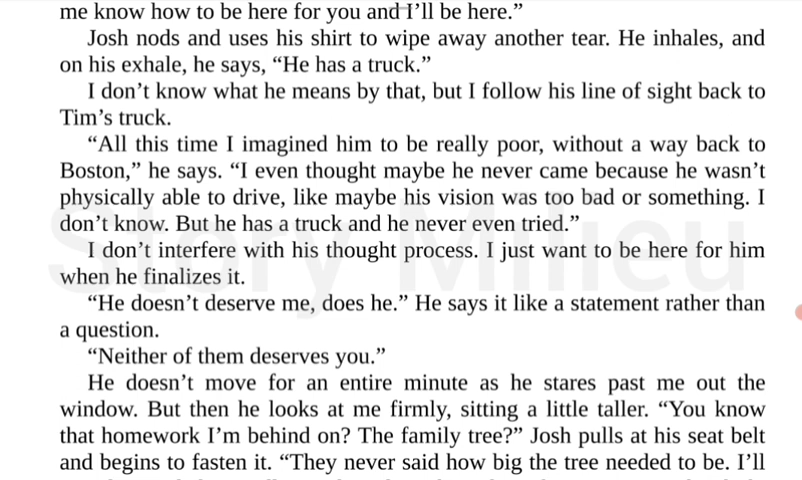 me know how to be here for you and I’ll be here.”
Josh nods and uses his shirt to wipe away another tear. He inhales, and
on his exhale, he says, “He has a truck.”
I don’t know what he means by that, but I follow his line of sight back to
Tim’s truck.
“All this time I imagined him to be really poor, without a way back to
Boston,” he says. “I even thought maybe he never came because he wasn’t
physically able to drive, like maybe his vision was too bad or something. I
don’t know. But he has a truck and he never even tried.”
I don’t interfere with his thought process. I just want to be here for him
when he finalizes it.
“He doesn’t deserve me, does he.” He says it like a statement rather than
a question.
“Neither of them deserves you.”
He doesn’t move for an entire minute as he stares past me out the
window. But then he looks at me firmly, sitting a little taller. “You know
that homework I’m behind on? The family tree?” Josh pulls at his seat belt
and begins to fasten it. “They never said how big the tree needed to be. I’ll
Story Milieu